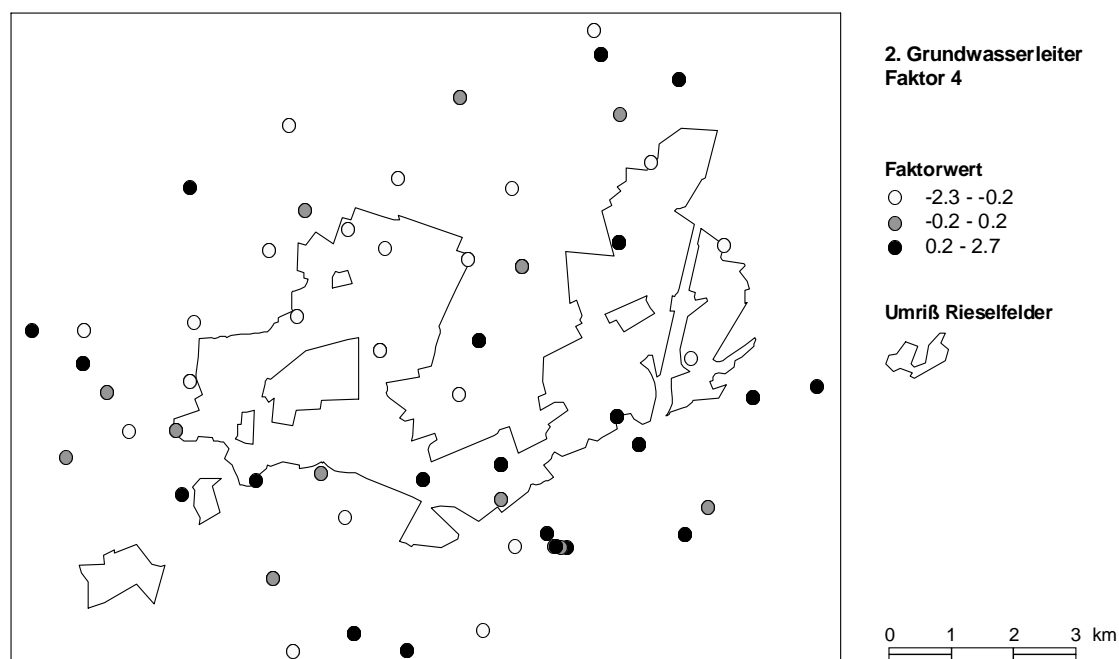 2. Grundwasserleiter
Faktor 4
Faktorwert
-2.3 - -0.2
-0.2 - 0.2
0.2 - 2.7
Umriß Rieselfelder
0 1 2 3 km